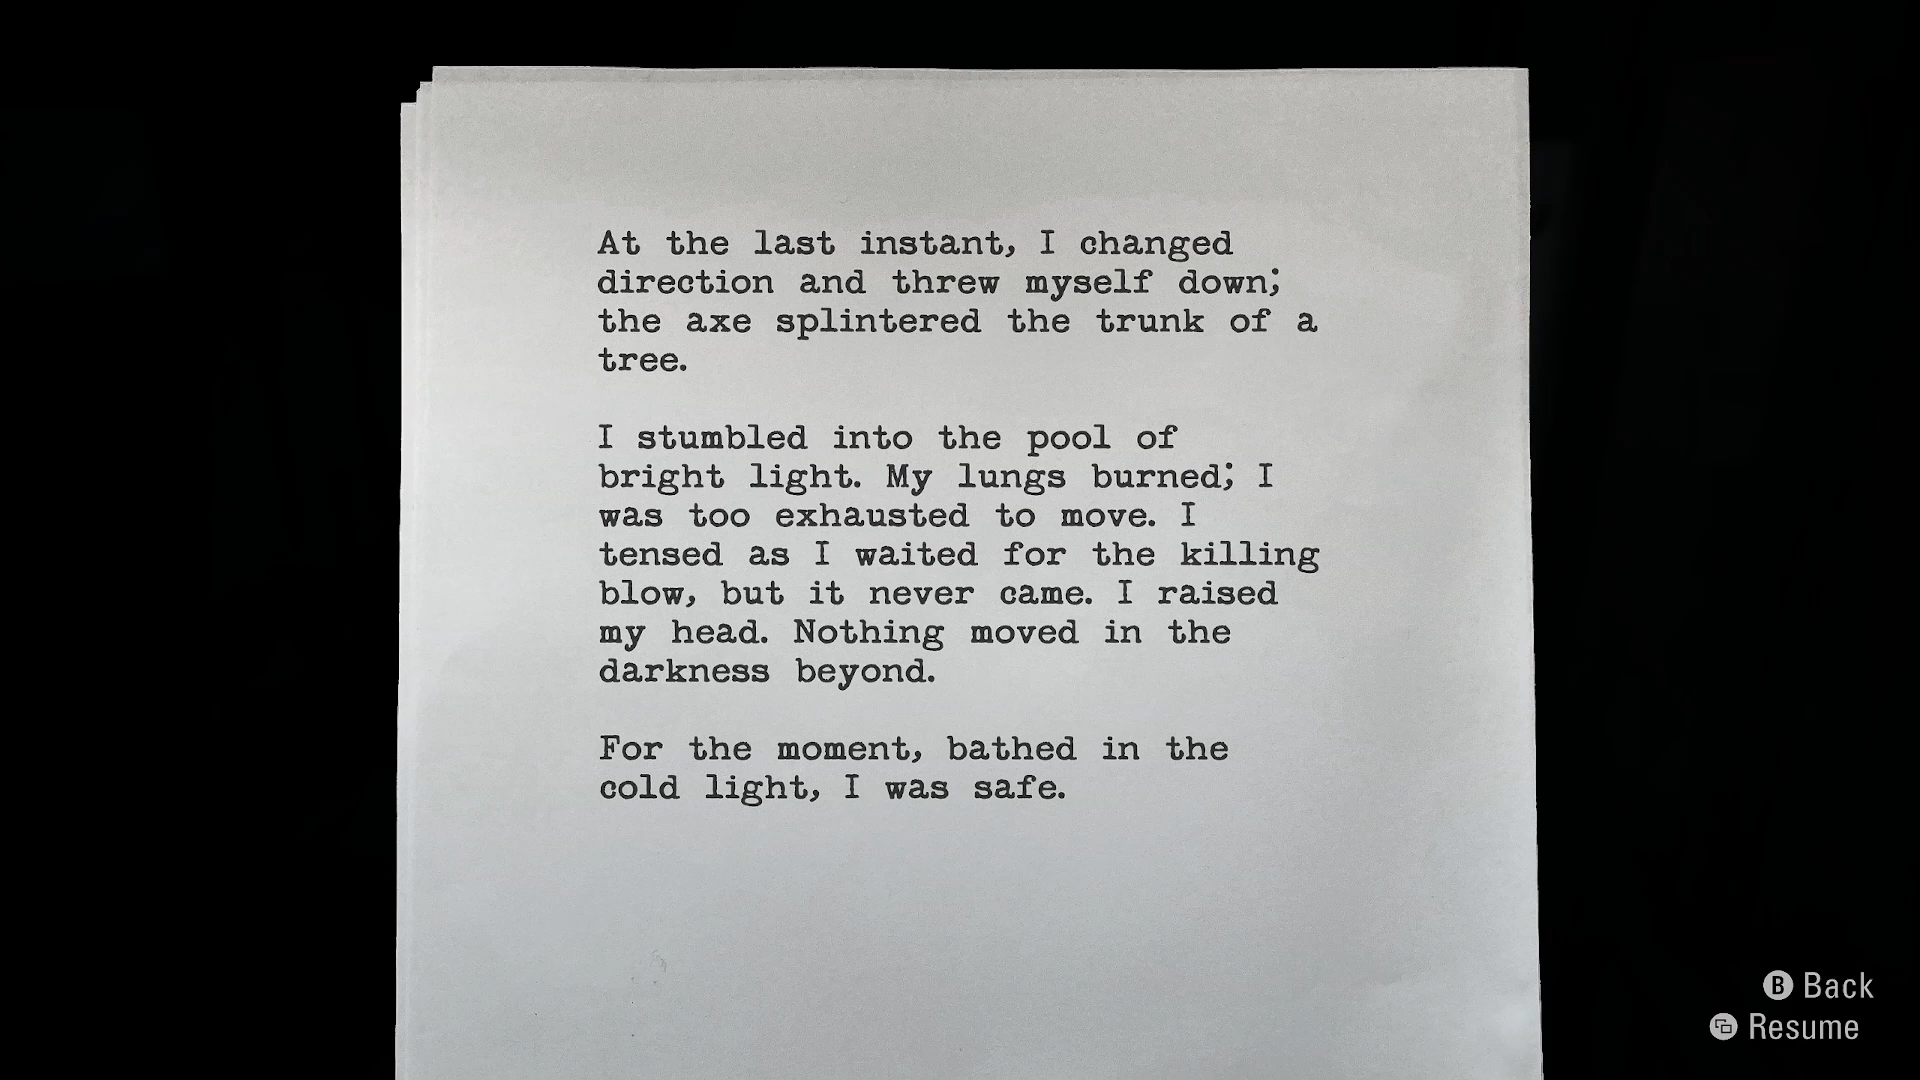 At the last instant, I changed
direction and threw myself down;
the axe splintered the trunk of a
tree.
I stumbled into the pool of
bright light. My lungs burned; I
was too exhausted to move. I
tensed as I waited for the killing
blow, but it never came. I raised
my head. Nothing moved in the
darkness beyond.
For the moment, bathed in the
cold light, I was safe.
B Back
Resume